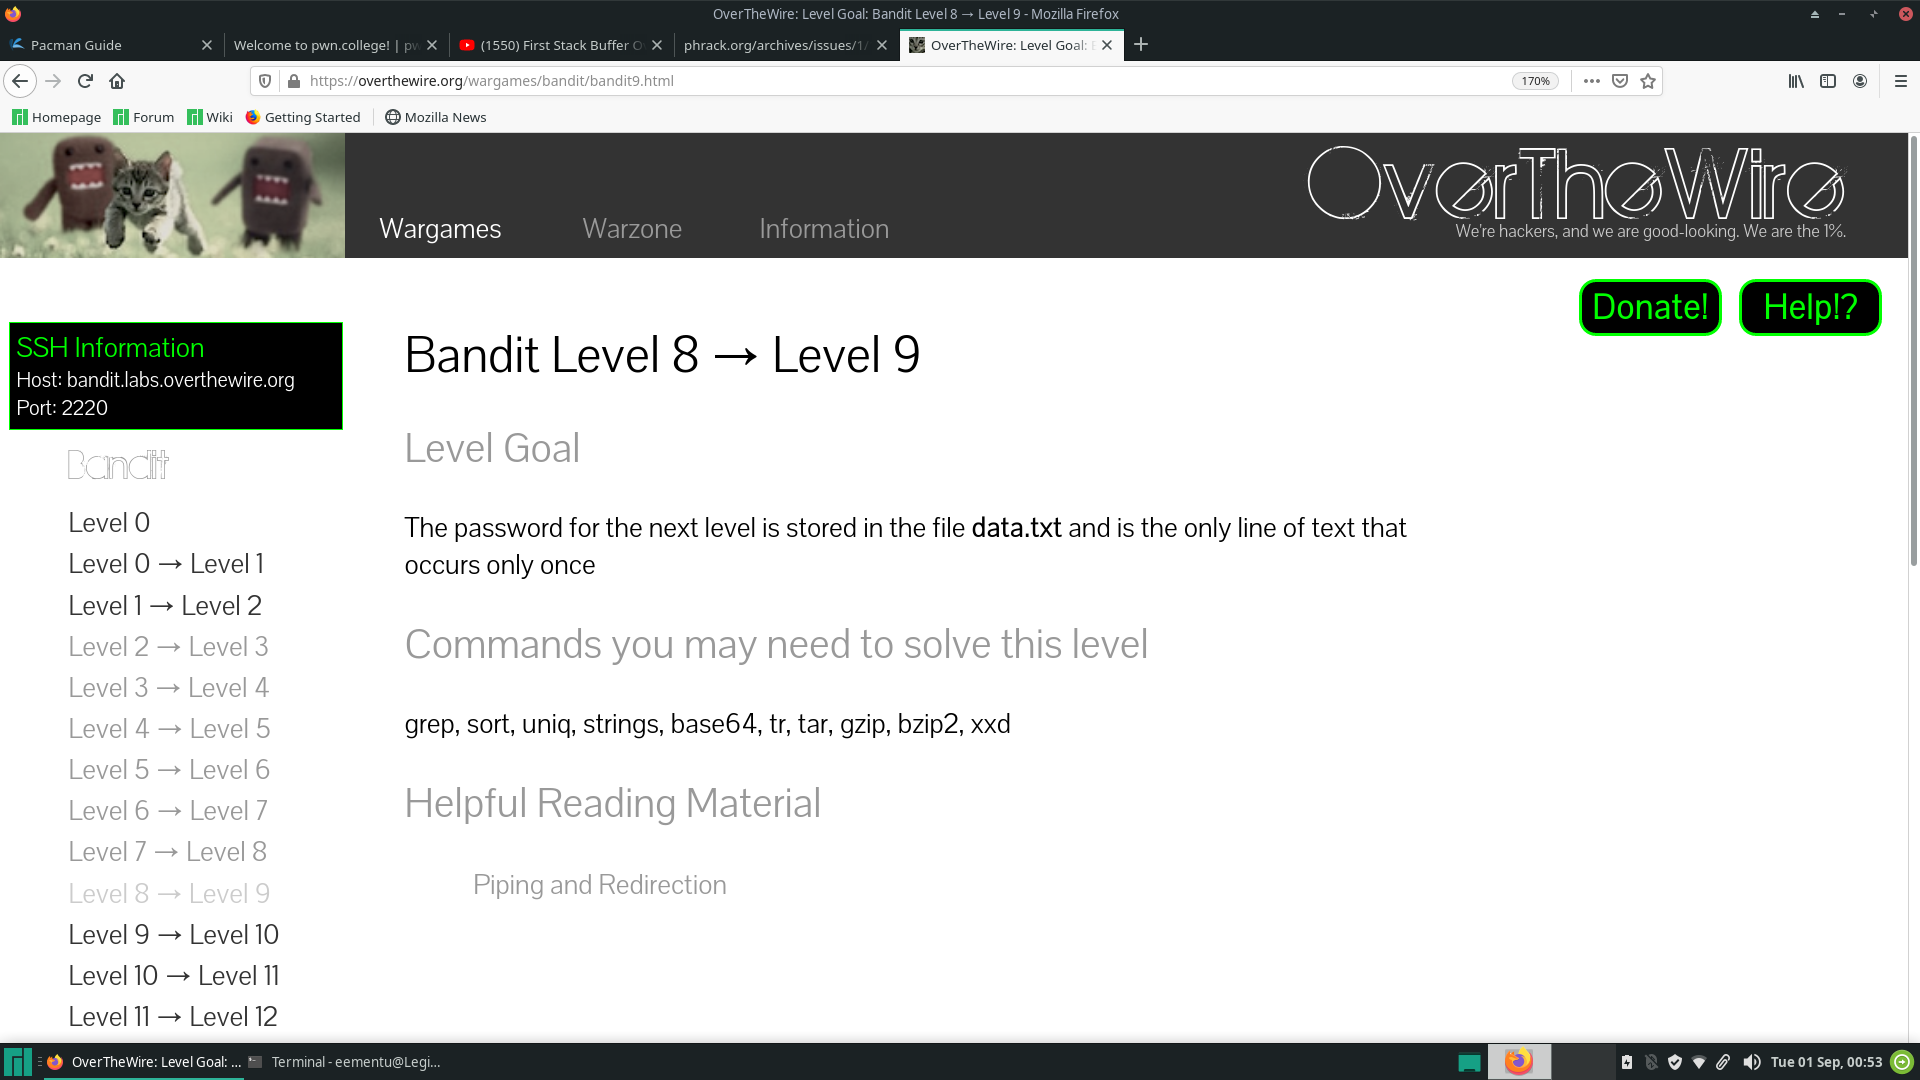 OverTheWire: Level Goal: Bandit Level 8 → Level 9 - Mozilla Firefox
Pacman Guide
Welcome to pwn.college! | pw
(1550) First Stack Buffer O
phrack.org/archives/issues/1
OverTheWire: Level Goal:
https://overthewire.org/wargames/bandit/bandit9.html
170%
Homepage
Forum
Wiki
Getting Started
Mozilla News
Wargames
Warzone
Information
OverTheWire
We're hackers, and we are good-looking. We are the 1%.
Donate!
Help!?
SSH Information
Host: bandit.labs.overthewire.org
Port: 2220
Bandit
Level 0
Level 0 → Level 1
Level 1 → Level 2
Level 2 → Level 3
Level 3 → Level 4
Level 4 → Level 5
Level 5 → Level 6
Level 6 → Level 7
Level 7 → Level 8
Level 8 → Level 9
Level 9 → Level 10
Level 10 → Level 11
Level 11 → Level 12
Bandit Level 8 → Level 9
Level Goal
The password for the next level is stored in the file data.txt and is the only line of text that
occurs only once
Commands you may need to solve this level
grep, sort, uniq, strings, base64, tr, tar, gzip, bzip2, xxd
Helpful Reading Material
Piping and Redirection
OverTheWire: Level Goal: ...
Terminal - eementu@Legi...
Tue 01 Sep, 00:53